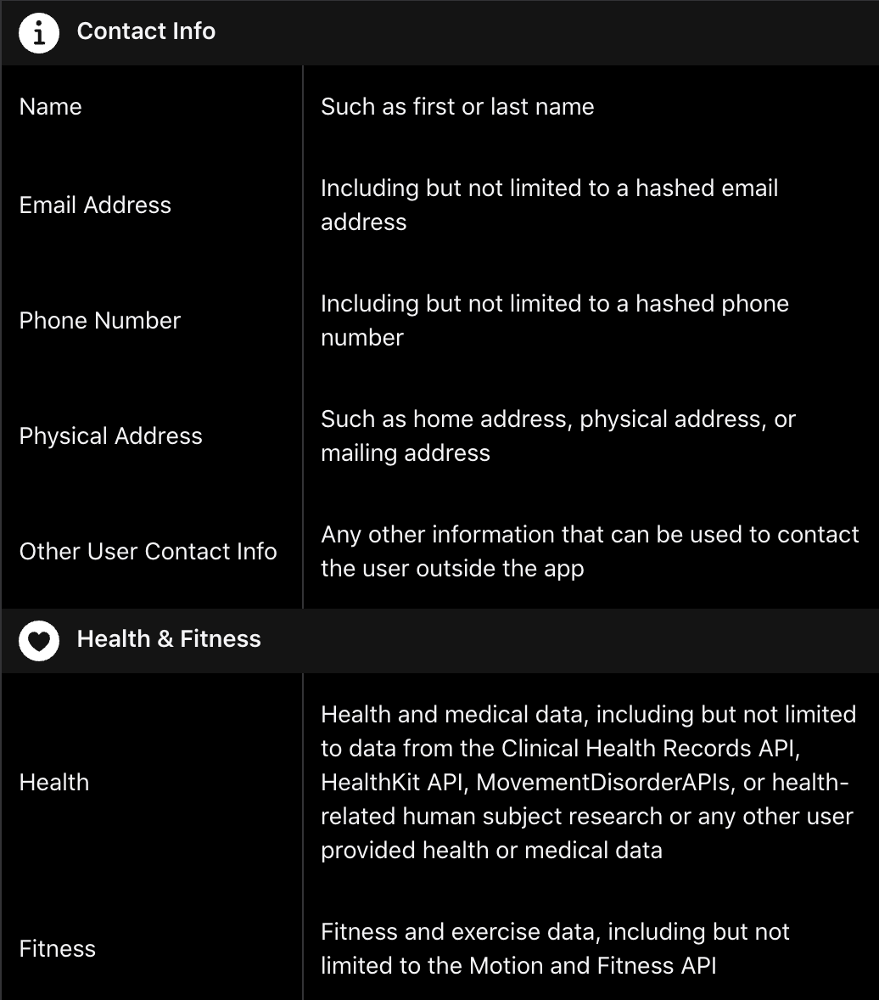 Contact Info
Name
Such as first or last name
Email Address
Including but not limited to a hashed email
address
Phone Number
Including but not limited to a hashed phone
number
Physical Address
Such as home address, physical address, or
mailing address
Other User Contact Info
Any other information that can be used to contact
the user outside the app
Health & Fitness
Health
Health and medical data, including but not limited
to data from the Clinical Health Records API,
HealthKit API, MovementDisorderAPIs, or health-
related human subject research or any other user
provided health or medical data
Fitness
Fitness and exercise data, including but not
limited to the Motion and Fitness API